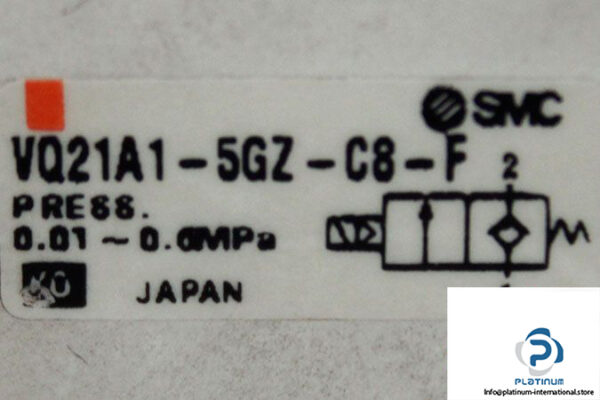 SMC
VQ21A1-5GZ-C8-F
PRESS.
2
0.01 ~ 0.6MPa
JAPAN
PLATINUM
Info@platinum-international.store